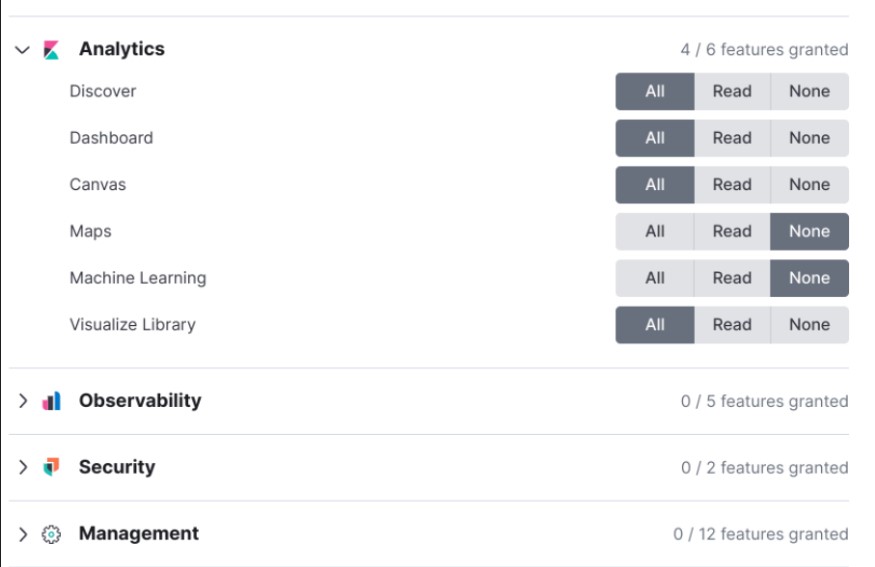 Analytics 4 / 6 features granted
Discover All Read None
Dashboard All Read None
Canvas All Read None
Maps All Read None
Machine Learning All Read None
Visualize Library All Read None
Observability 0 / 5 features granted
Security 0 / 2 features granted
Management 0 / 12 features granted